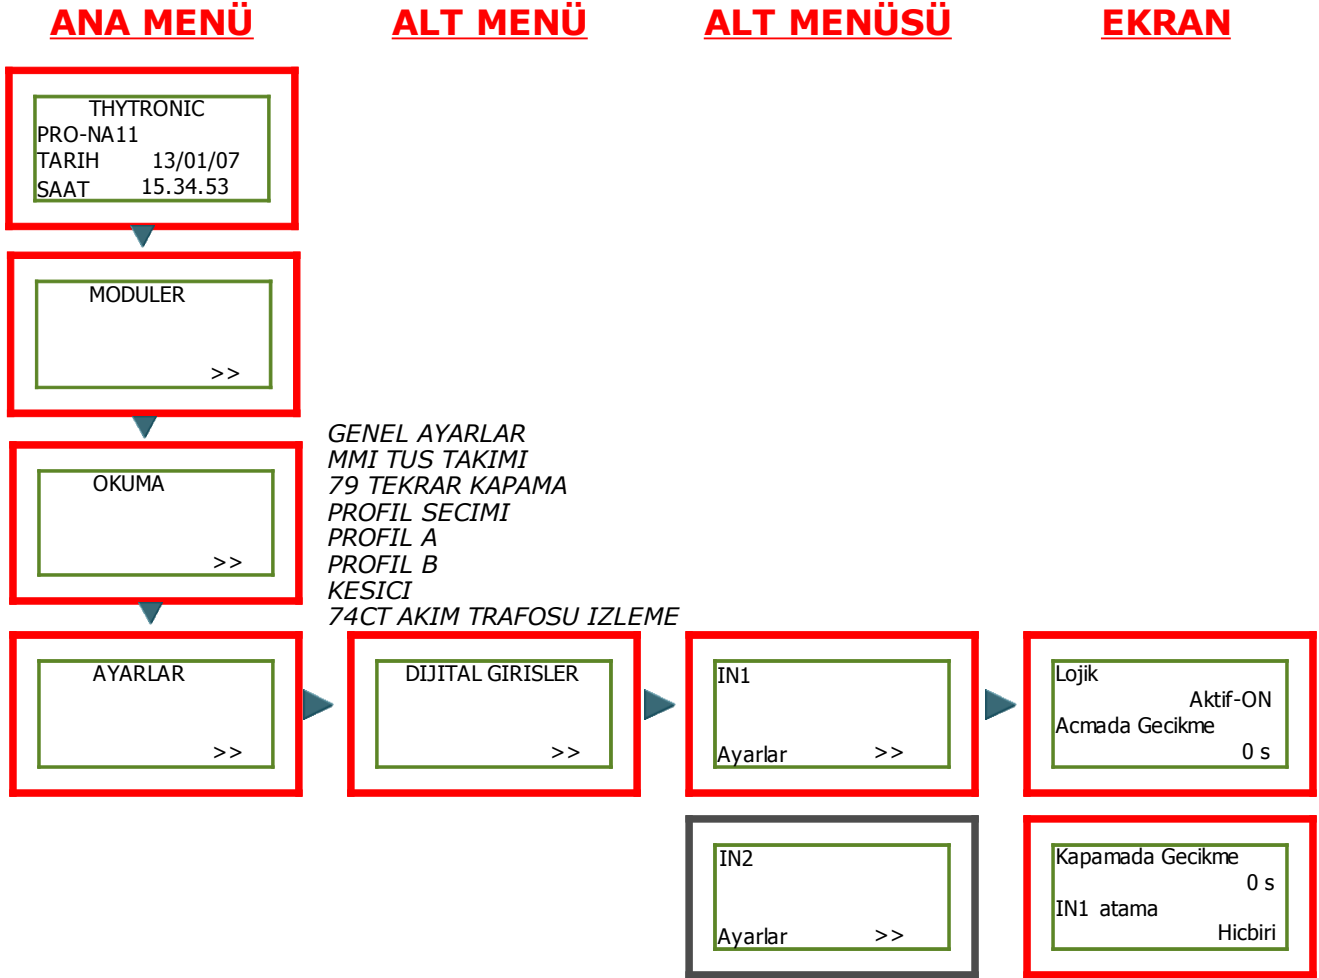 ANA MENÜ
ALT MENÜ
ALT MENÜSÜ
EKRAN
THYTRONIC
PRO-NA11
TARIH 13/01/07
SAAT 15.34.53
MODULER
>>
OKUMA
>>
GENEL AYARLAR
MMI TUS TAKIMI
79 TEKRAR KAPAMA
PROFIL SECIMI
PROFIL A
PROFIL B
KESICI
74CT AKIM TRAFOSU IZLEME
AYARLAR
>>
DIJITAL GIRISLER
>>
IN1
Ayarlar >>
Lojik
Aktif-ON
Acmada Gecikme
0 s
IN2
Ayarlar >>
Kapamada Gecikme
0 s
IN1 atama
Hicbiri